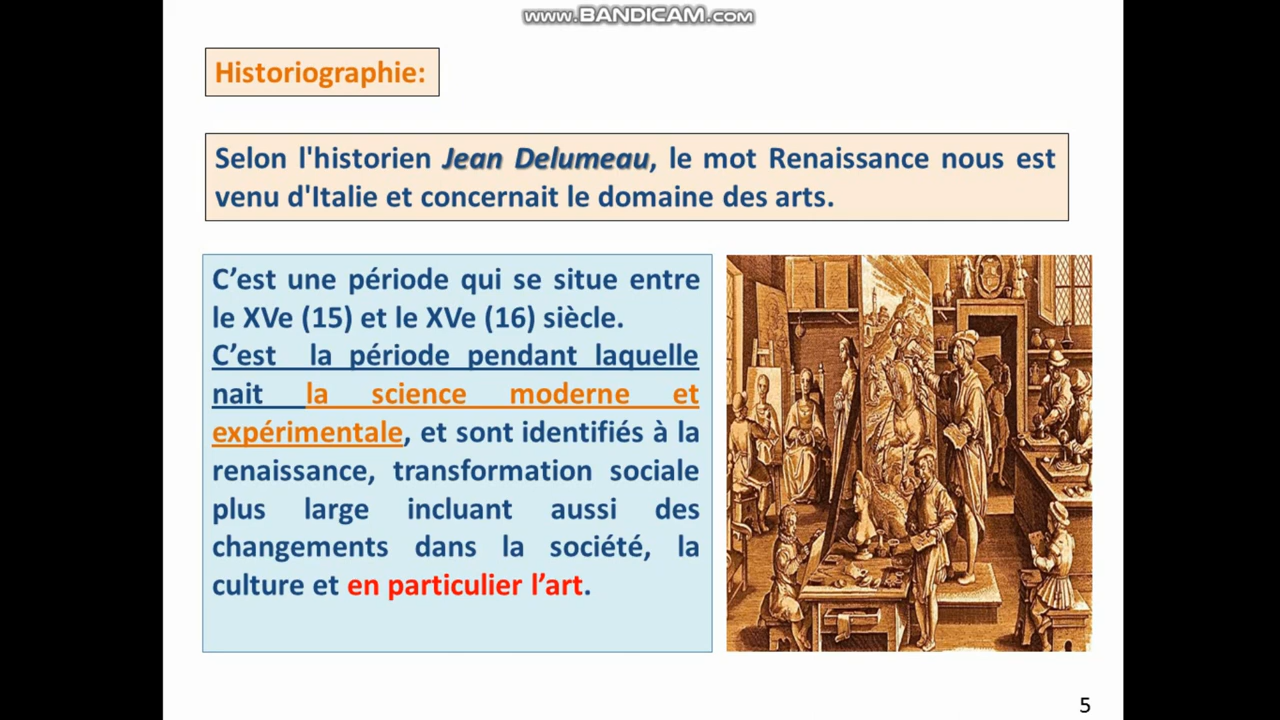 www.BANDICAM.com
Historiographie:
Selon l'historien Jean Delumeau, le mot Renaissance nous est
venu d'Italie et concernait le domaine des arts.
C’est une période qui se situe entre
le XVe (15) et le XVe (16) siècle.
C’est la période pendant laquelle
nait la science moderne et
expérimentale, et sont identifiés à la
renaissance, transformation sociale
plus large incluant aussi des
changements dans la société, la
culture et en particulier l’art.
5